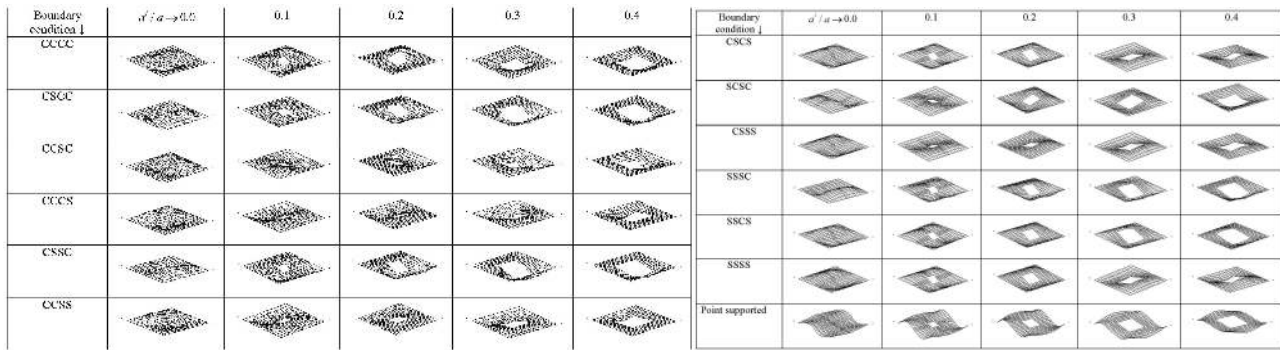 Boundary condition ↓ a'/a→0.0 0.1 0.2 0.3 0.4
CCCC
CSCC
CCSC
CCCS
CSSC
CCSS
Boundary condition ↓ a'/a→0.0 0.1 0.2 0.3 0.4
CSCS
SCSC
CSSS
SSSC
SSCS
SSSS
Point supported